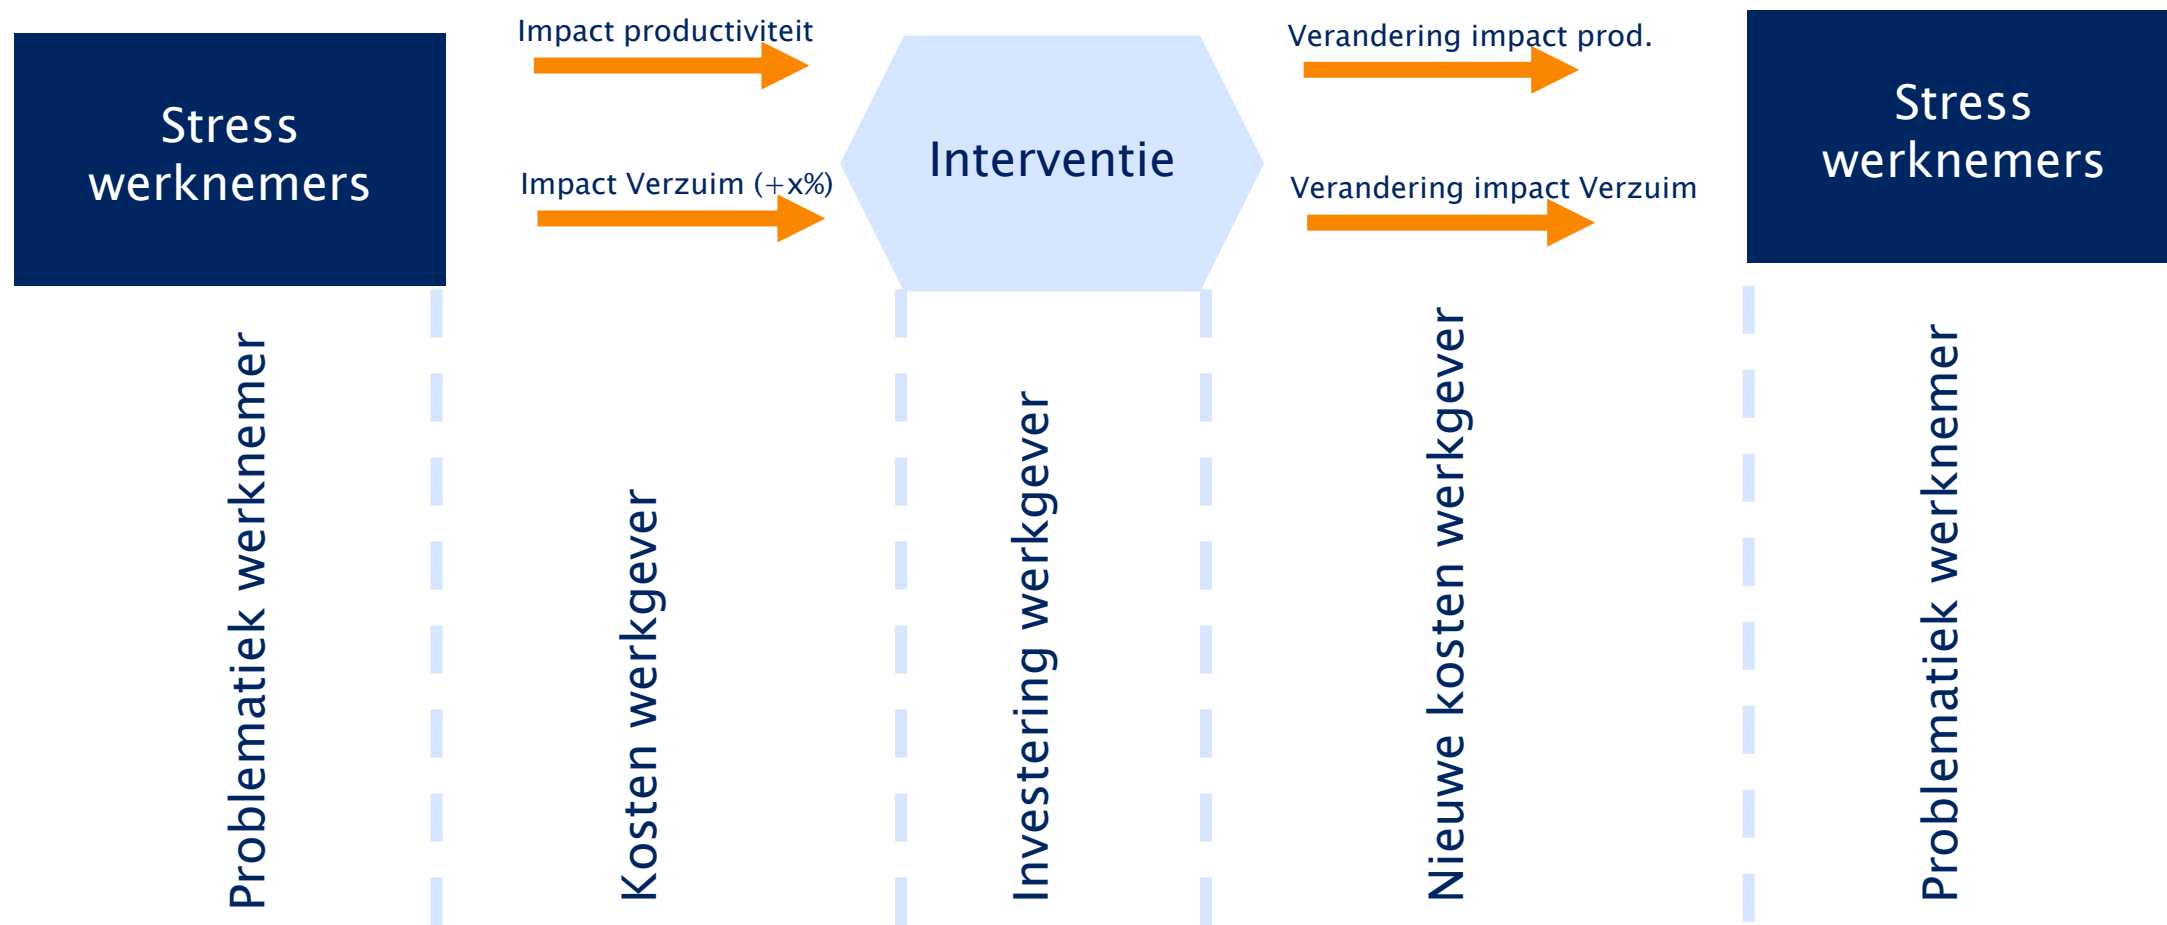 Stress
werknemers
Impact productiviteit
Impact Verzuim (+x%)
Interventie
Verandering impact prod.
Verandering impact Verzuim
Stress
werknemers
Problematiek werknemer
Kosten werkgever
Investering werkgever
Nieuwe kosten werkgever
Problematiek werknemer